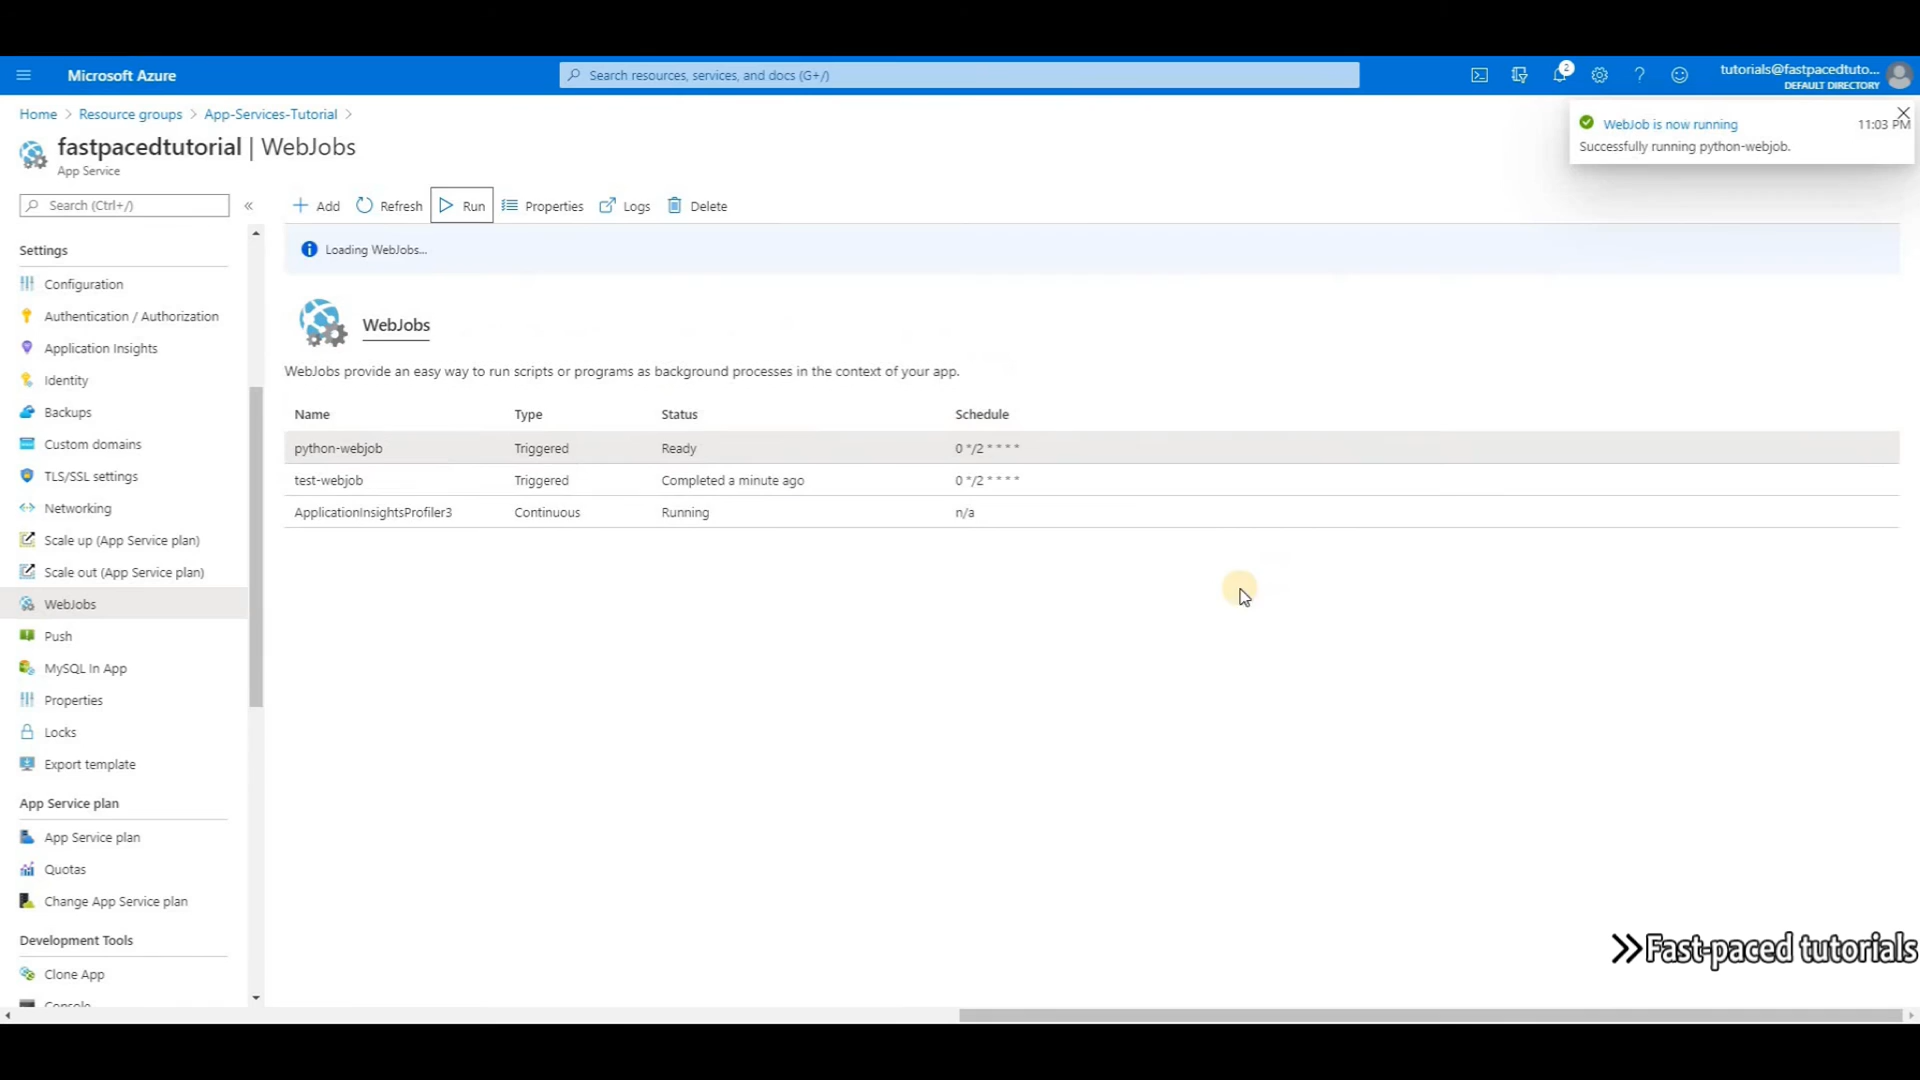 Microsoft Azure
Search resources, services, and docs (G+/)
2
tutorials@fastpacedtuto...
DEFAULT DIRECTORY
Home > Resource groups > App-Services-Tutorial >
fastpacedtutorial | WebJobs
App Service
WebJob is now running
11:03 PM
Successfully running python-webjob.
Search (Ctrl+/)
«
Add
Refresh
Run
Properties
Logs
Delete
Loading WebJobs...
WebJobs
WebJobs provide an easy way to run scripts or programs as background processes in the context of your app.
Name Type Status Schedule
python-webjob Triggered Ready 0 */2 * * * *
test-webjob Triggered Completed a minute ago 0 */2 * * * *
ApplicationInsightsProfiler3 Continuous Running n/a
Settings
Configuration
Authentication / Authorization
Application Insights
Identity
Backups
Custom domains
TLS/SSL settings
Networking
Scale up (App Service plan)
Scale out (App Service plan)
WebJobs
Push
MySQL In App
Properties
Locks
Export template
App Service plan
App Service plan
Quotas
Change App Service plan
Development Tools
Clone App
Console
Fast-paced tutorials